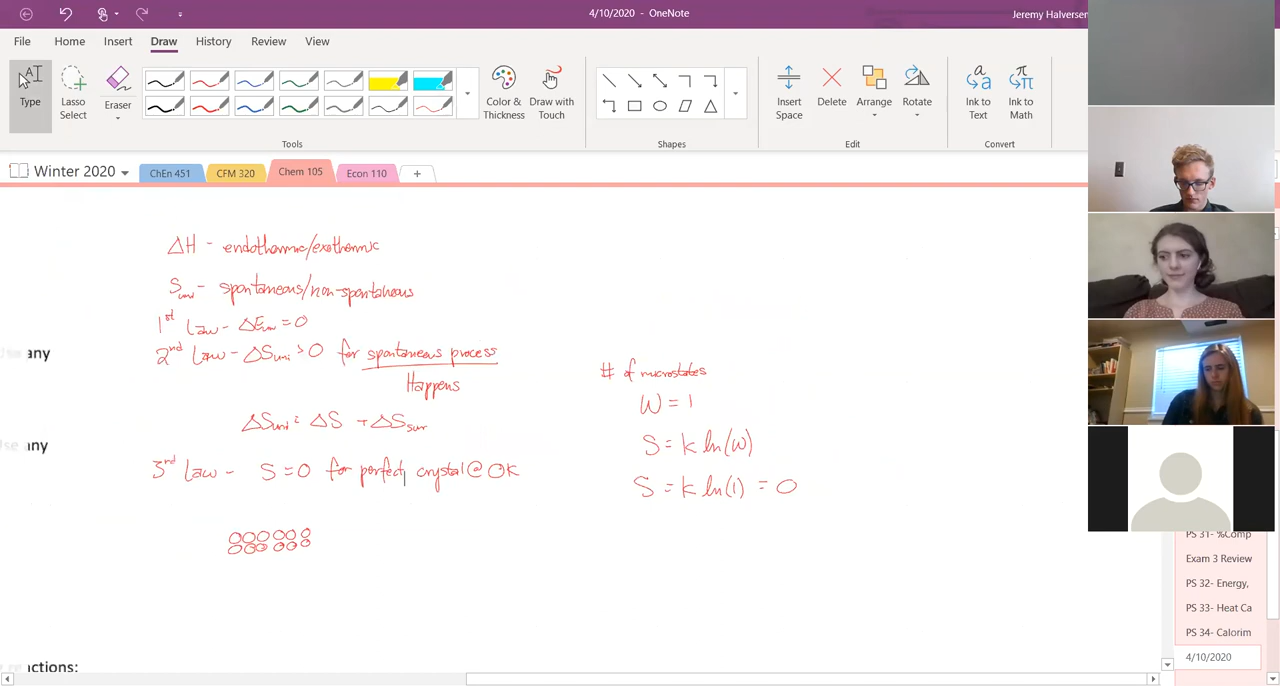 4/10/2020 - OneNote
Jeremy Halversen
File Home Insert Draw History Review View
Type
Lasso Select
Eraser
Color & Thickness
Draw with Touch
Insert Space
Delete
Arrange
Rotate
Ink to Text
Ink to Math
Tools
Shapes
Edit
Convert
Winter 2020
ChEn 451
CFM 320
Chem 105
Econ 110
+
ΔH - endothermic/exothermic
Suni - spontaneous/non-spontaneous
1st Law - ΔEuni = 0
any
2nd Law - ΔSuni > 0 for spontaneous process
Happens
# of microstates
W = 1
ΔSuni = ΔS + ΔSsurr
any
S = k ln(W)
3rd Law - S = 0 for perfect crystal @ 0K
S = k ln(1) = 0
PS 31- %Comp
Exam 3 Review
PS 32- Energy,
PS 33- Heat Ca
PS 34- Calorim
4/10/2020
reactions: